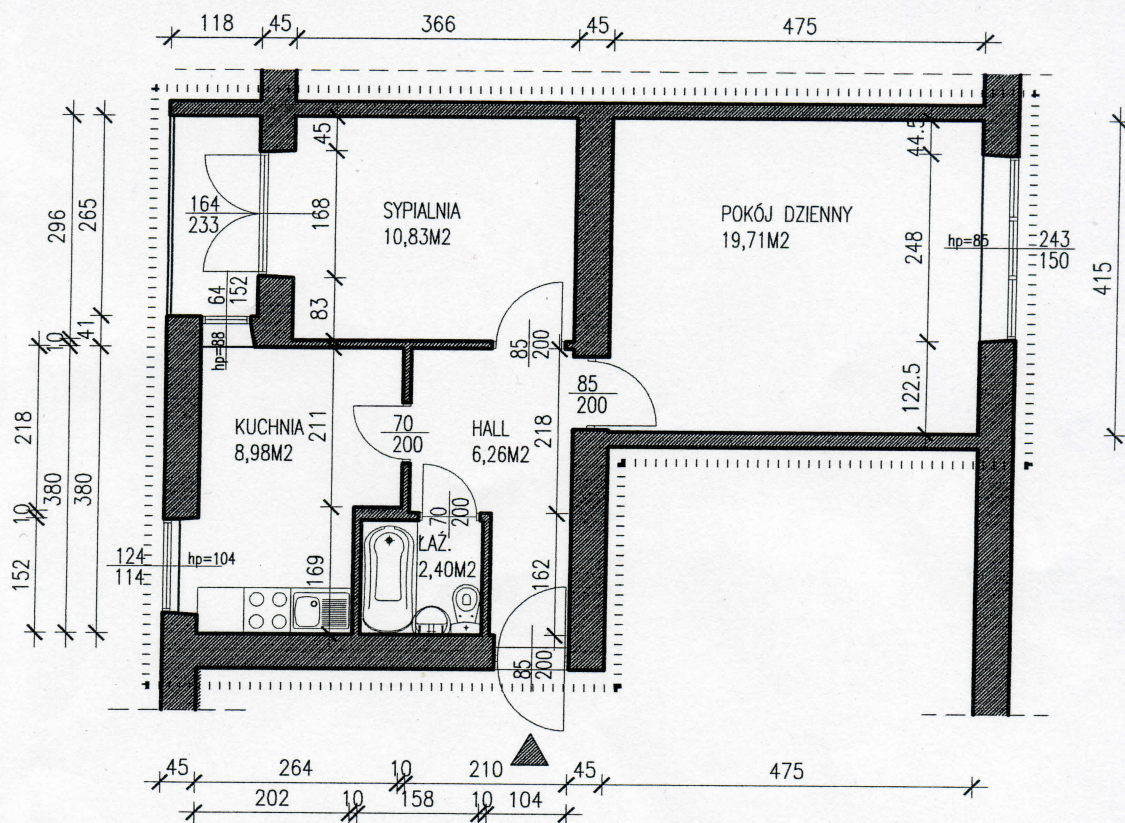 118 45 366 45 475
45
44.5
296
265
164
233
168
SYPIALNIA
10,83M2
POKÓJ DZIENNY
19,71M2
248
hp=85
243
150
415
64
152
83
10
41
hp=88
85
200
85
200
122.5
218
380
380
KUCHNIA
8,98M2
211
70
200
HALL
6,26M2
218
10
152
124
114
hp=104
169
70
200
ŁAŹ.
2,40M2
162
85
200
45 264 10 210 45 475
202 10 158 10 104